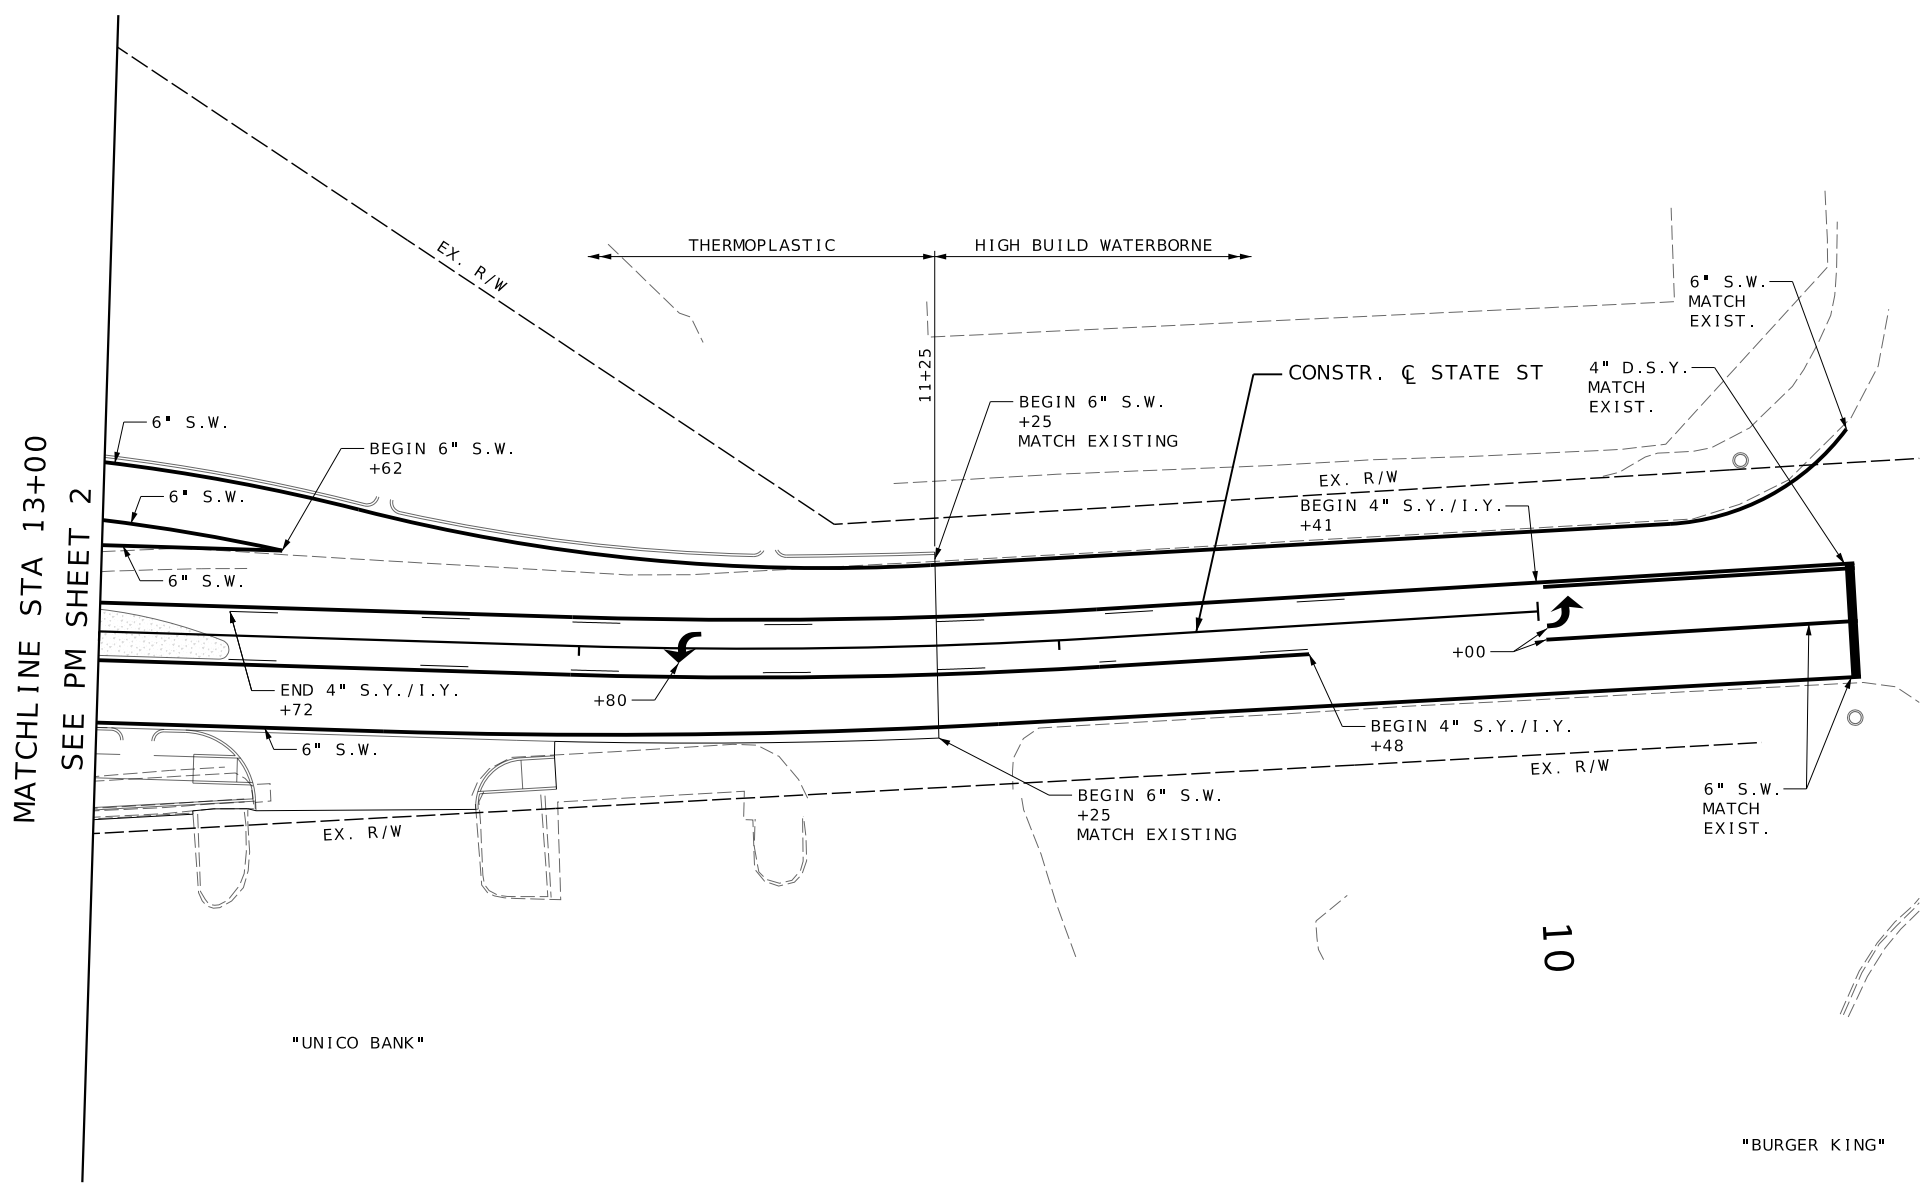 MATCHLINE STA 13+00
SEE PM SHEET 2
EX. R/W
THERMOPLASTIC
HIGH BUILD WATERBORNE
11+25
6" S.W.
MATCH
EXIST.
CONSTR. ℄ STATE ST
4" D.S.Y.
MATCH
EXIST.
BEGIN 6" S.W.
+25
MATCH EXISTING
6" S.W.
BEGIN 6" S.W.
+62
6" S.W.
6" S.W.
EX. R/W
BEGIN 4" S.Y./I.Y.
+41
+00
END 4" S.Y./I.Y.
+72
+80
6" S.W.
BEGIN 4" S.Y./I.Y.
+48
EX. R/W
BEGIN 6" S.W.
+25
MATCH EXISTING
6" S.W.
MATCH
EXIST.
EX. R/W
10
"UNICO BANK"
"BURGER KING"